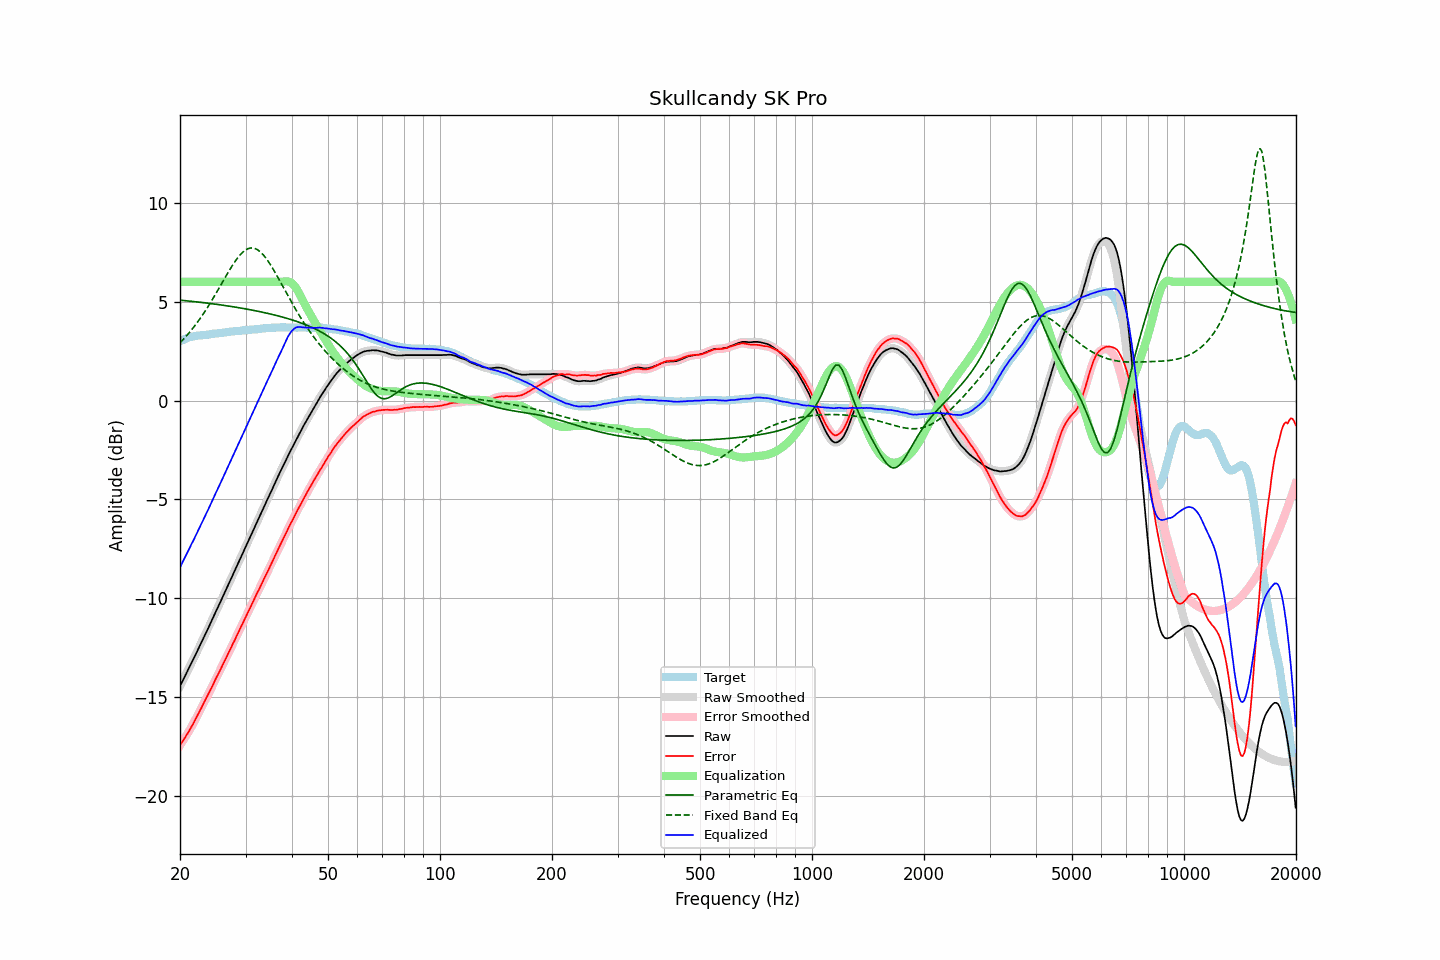 Skullcandy SK Pro
Amplitude (dBr)
10
5
0
−5
−10
−15
−20
Target
Raw Smoothed
Error Smoothed
Raw
Error
Equalization
Parametric Eq
Fixed Band Eq
Equalized
20 50 100 200 500 1000 2000 5000 10000 20000
Frequency (Hz)